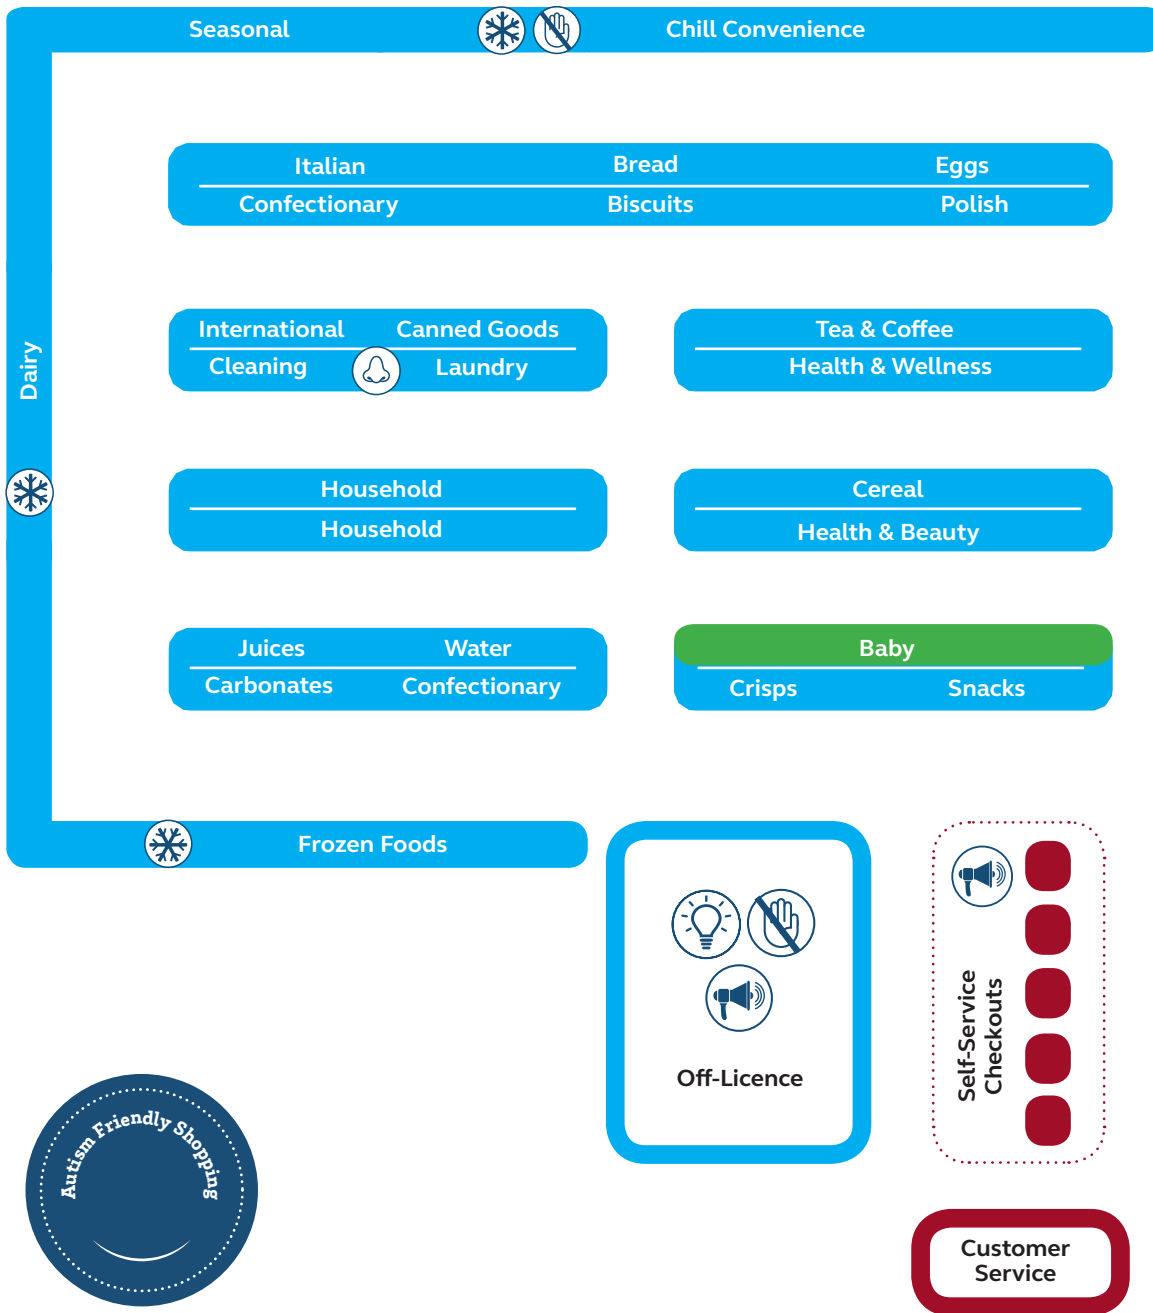 Seasonal
Chill Convenience
Italian
Bread
Eggs
Confectionary
Biscuits
Polish
Dairy
International
Canned Goods
Cleaning
Laundry
Tea & Coffee
Health & Wellness
Household
Household
Cereal
Health & Beauty
Juices
Water
Carbonates
Confectionary
Baby
Crisps
Snacks
Frozen Foods
Off-Licence
Self-Service
Checkouts
Autism Friendly Shopping
Customer
Service